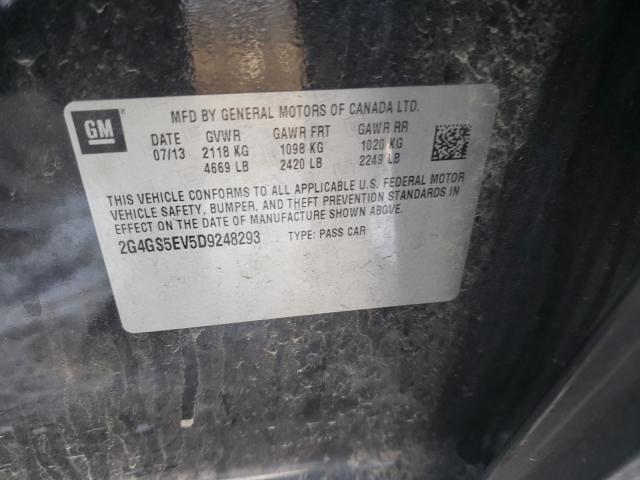 GM
MFD BY GENERAL MOTORS OF CANADA LTD.
DATE GVWR GAWR FRT GAWR RR
07/13 2118 KG 1098 KG 1020 KG
4669 LB 2420 LB 2249 LB
THIS VEHICLE CONFORMS TO ALL APPLICABLE U.S. FEDERAL MOTOR
VEHICLE SAFETY, BUMPER, AND THEFT PREVENTION STANDARDS IN
EFFECT ON THE DATE OF MANUFACTURE SHOWN ABOVE.
2G4GS5EV5D9248293 TYPE: PASS CAR